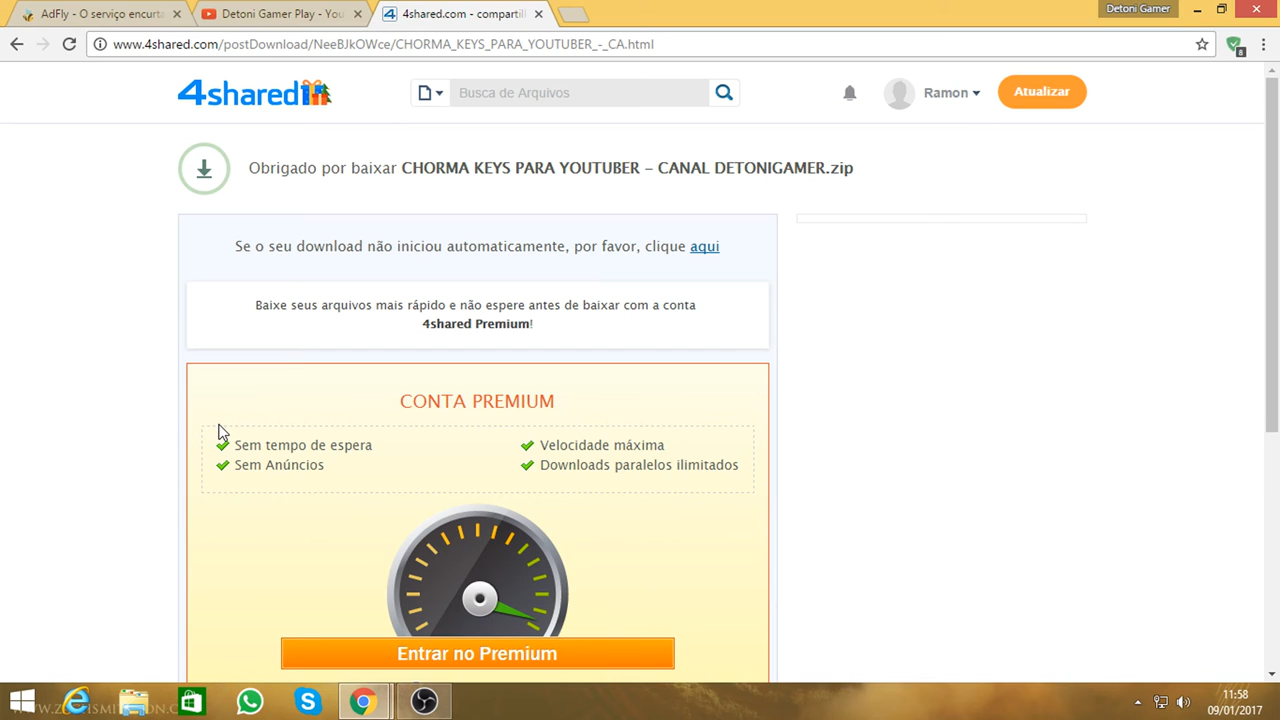 AdFly - O serviço encurta
Detoni Gamer Play - You
4shared.com - compartil
Detoni Gamer
www.4shared.com/postDownload/NeeBJkOWce/CHORMA_KEYS_PARA_YOUTUBER_-_CA.html
8
4shared
Busca de Arquivos
Ramon
Atualizar
Obrigado por baixar CHORMA KEYS PARA YOUTUBER – CANAL DETONIGAMER.zip
Se o seu download não iniciou automaticamente, por favor, clique aqui
Baixe seus arquivos mais rápido e não espere antes de baixar com a conta
4shared Premium!
CONTA PREMIUM
Sem tempo de espera
Velocidade máxima
Sem Anúncios
Downloads paralelos ilimitados
Entrar no Premium
11:58
09/01/2017